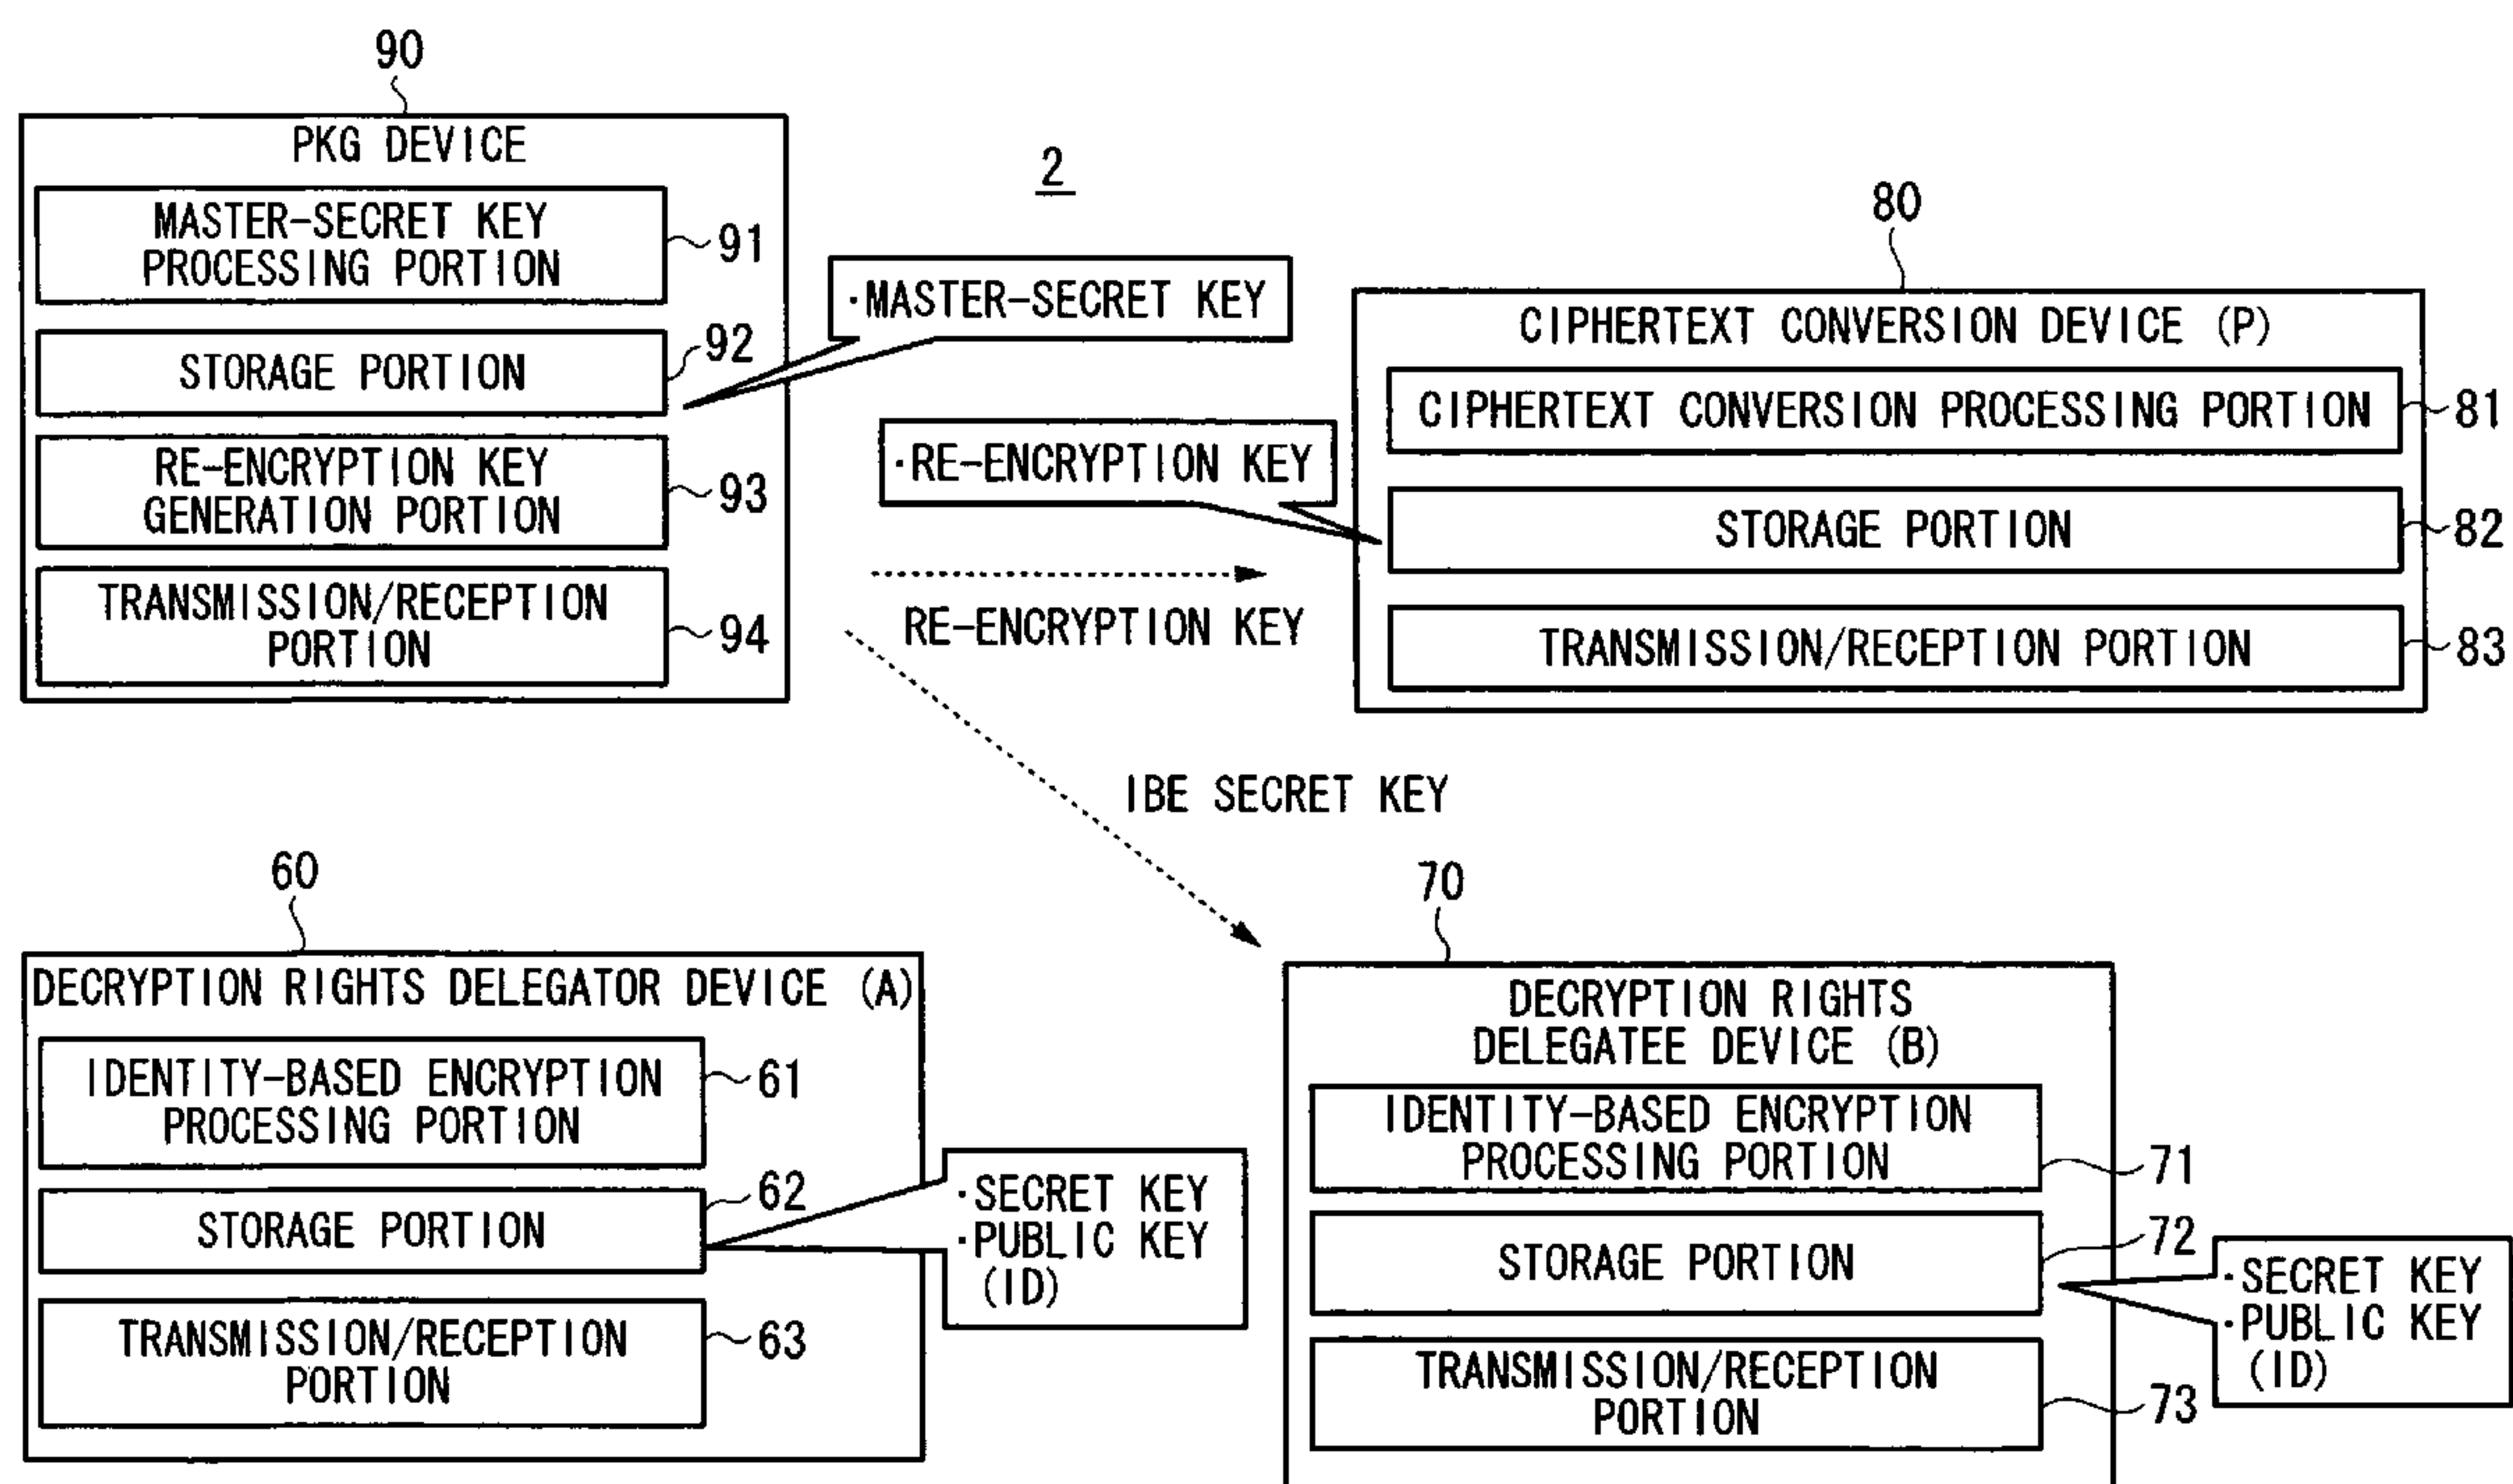 90
PKG DEVICE
MASTER-SECRET KEY
PROCESSING PORTION
91
STORAGE PORTION
92
RE-ENCRYPTION KEY
GENERATION PORTION
93
TRANSMISSION/RECEPTION
PORTION
94
2
·MASTER-SECRET KEY
·RE-ENCRYPTION KEY
RE-ENCRYPTION KEY
80
CIPHERTEXT CONVERSION DEVICE (P)
CIPHERTEXT CONVERSION PROCESSING PORTION
81
STORAGE PORTION
82
TRANSMISSION/RECEPTION PORTION
83
IBE SECRET KEY
60
DECRYPTION RIGHTS DELEGATOR DEVICE (A)
IDENTITY-BASED ENCRYPTION
PROCESSING PORTION
61
STORAGE PORTION
62
·SECRET KEY
·PUBLIC KEY
(ID)
TRANSMISSION/RECEPTION
PORTION
63
70
DECRYPTION RIGHTS
DELEGATEE DEVICE (B)
IDENTITY-BASED ENCRYPTION
PROCESSING PORTION
71
STORAGE PORTION
72
·SECRET KEY
·PUBLIC KEY
(ID)
TRANSMISSION/RECEPTION
PORTION
73